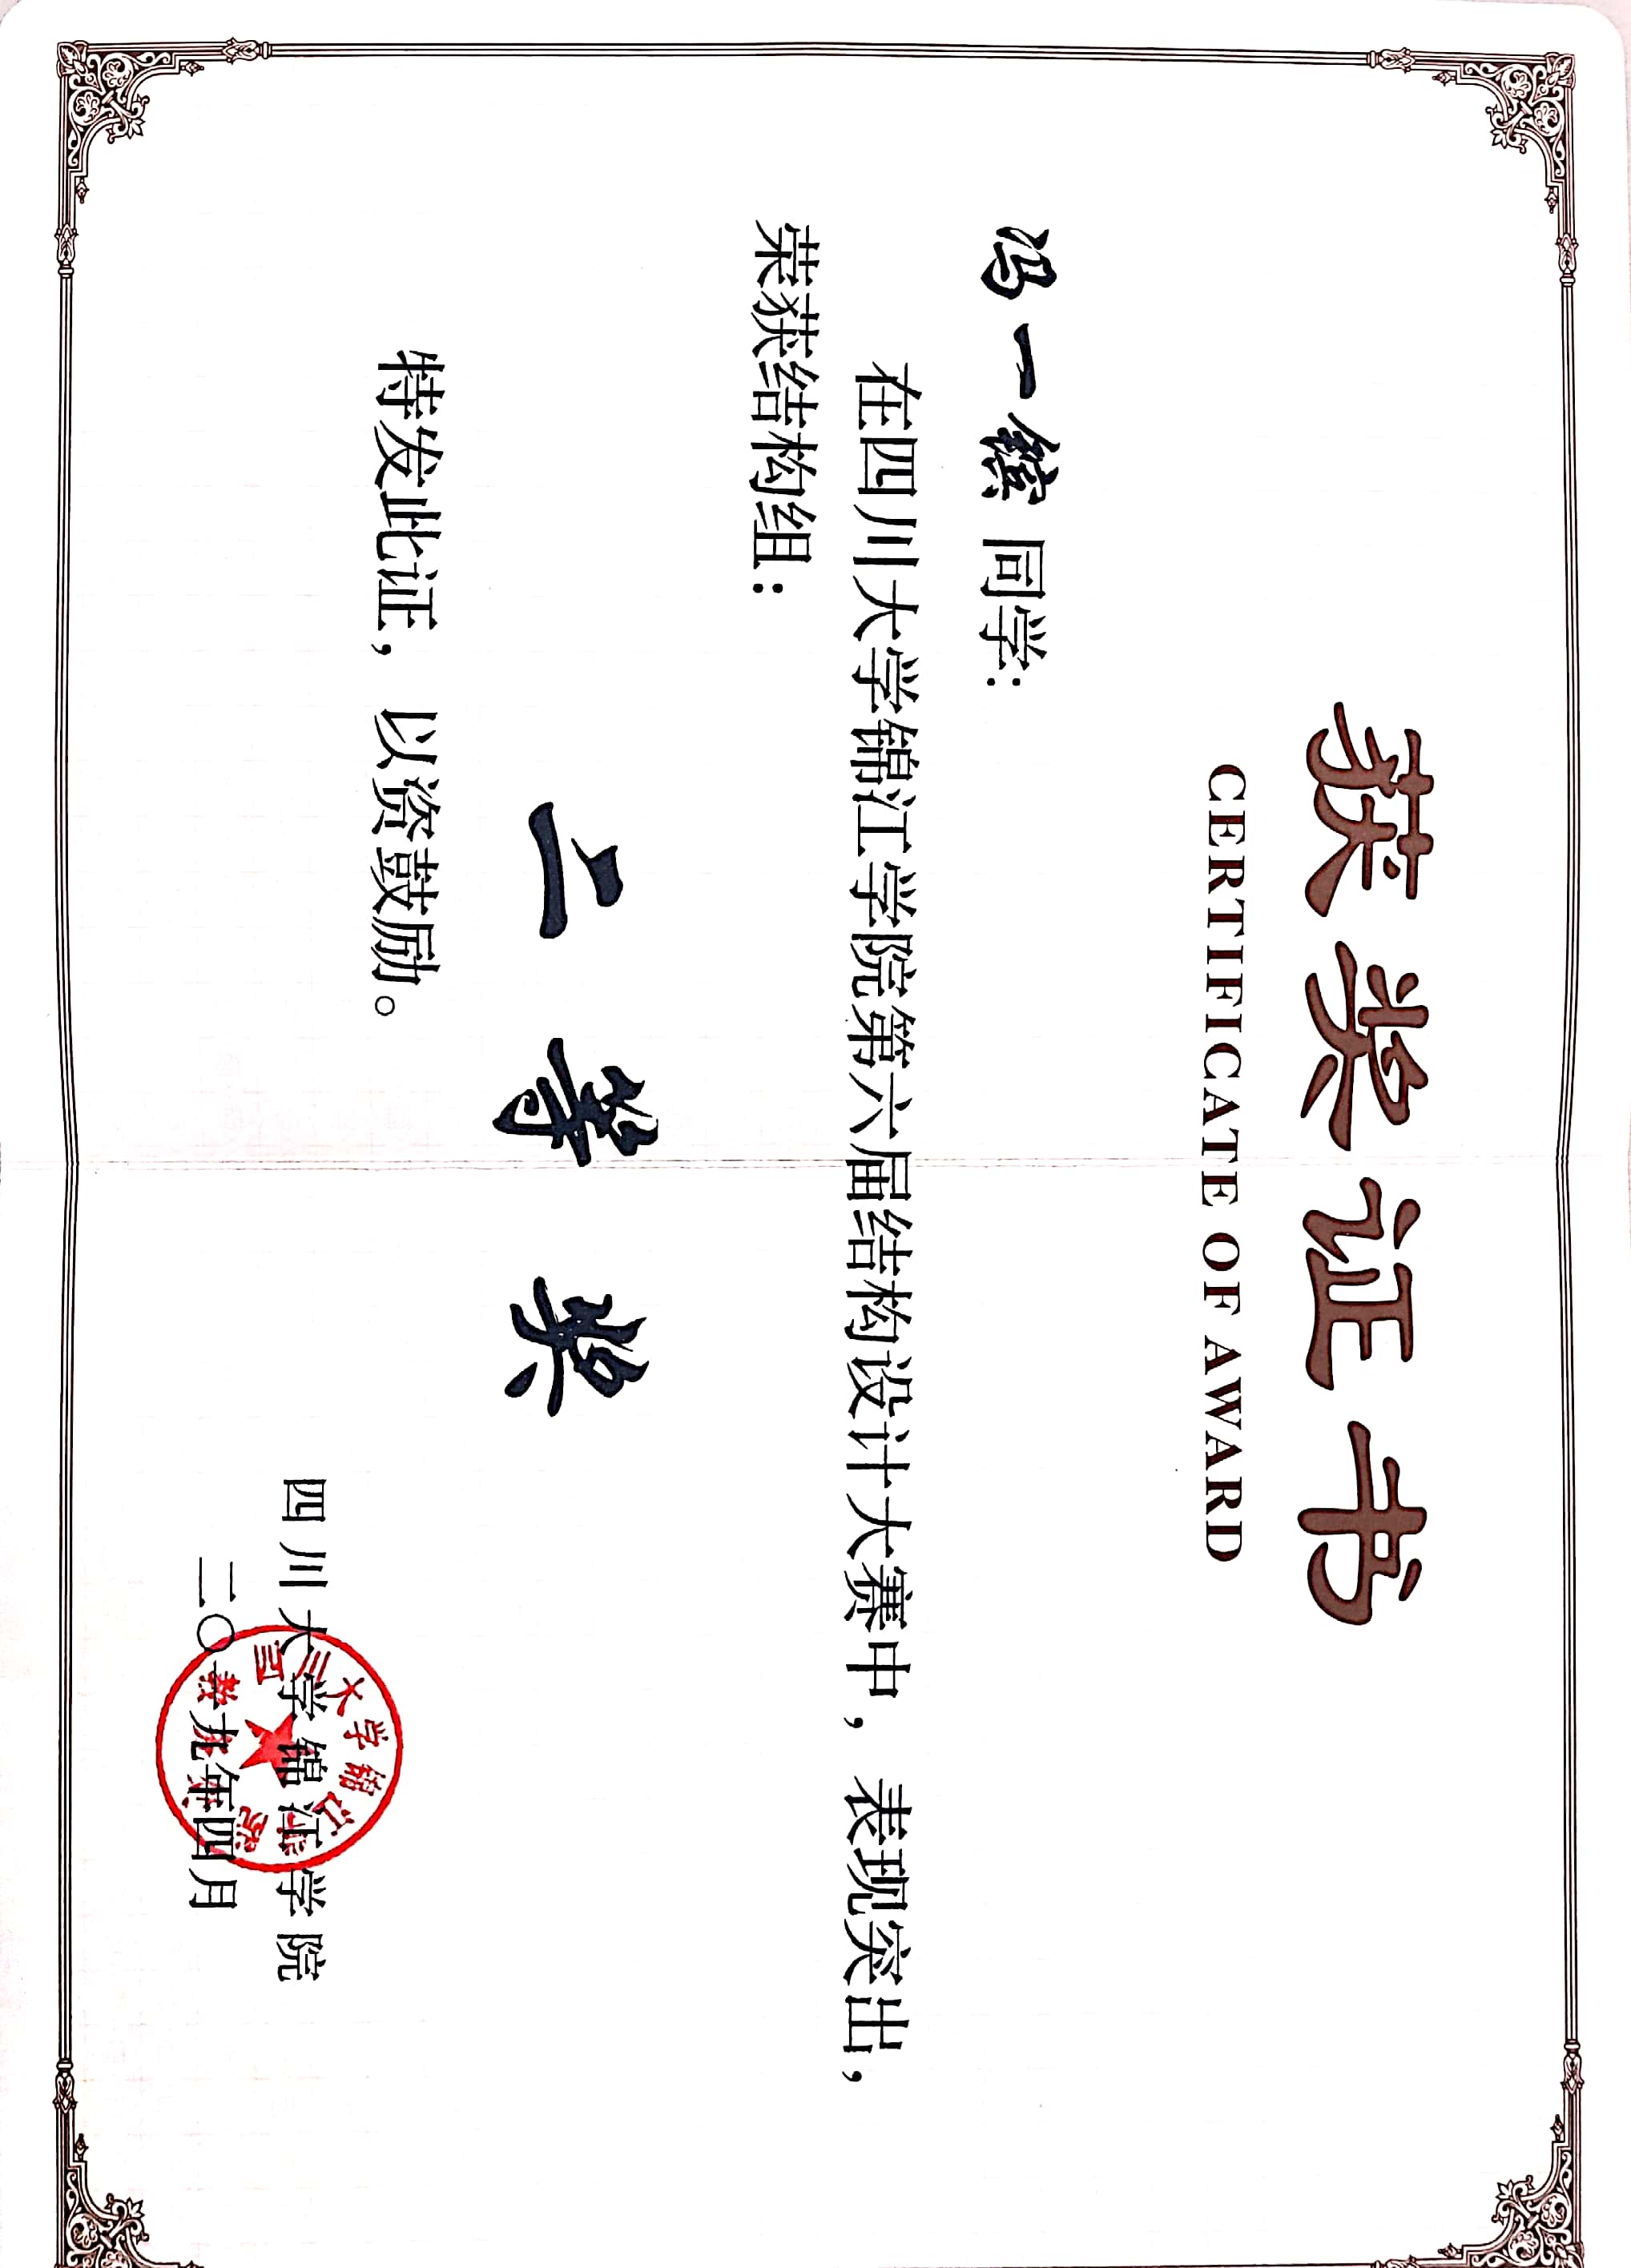 获奖证书
CERTIFICATE OF AWARD
冯一鑫 同学：
在四川大学锦江学院第六届结构设计大赛中，表现突出，
荣获结构组：
二等奖
特发此证，以资鼓励。
四川大学锦江学院
二〇一九年四月
四川大学锦江学院